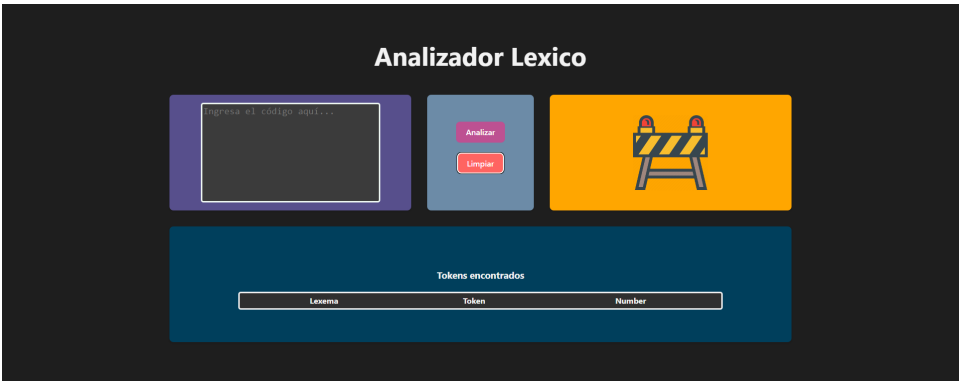 Analizador Lexico
Ingresa el código aquí...
Analizar
Limpiar
Tokens encontrados
Lexema Token Number